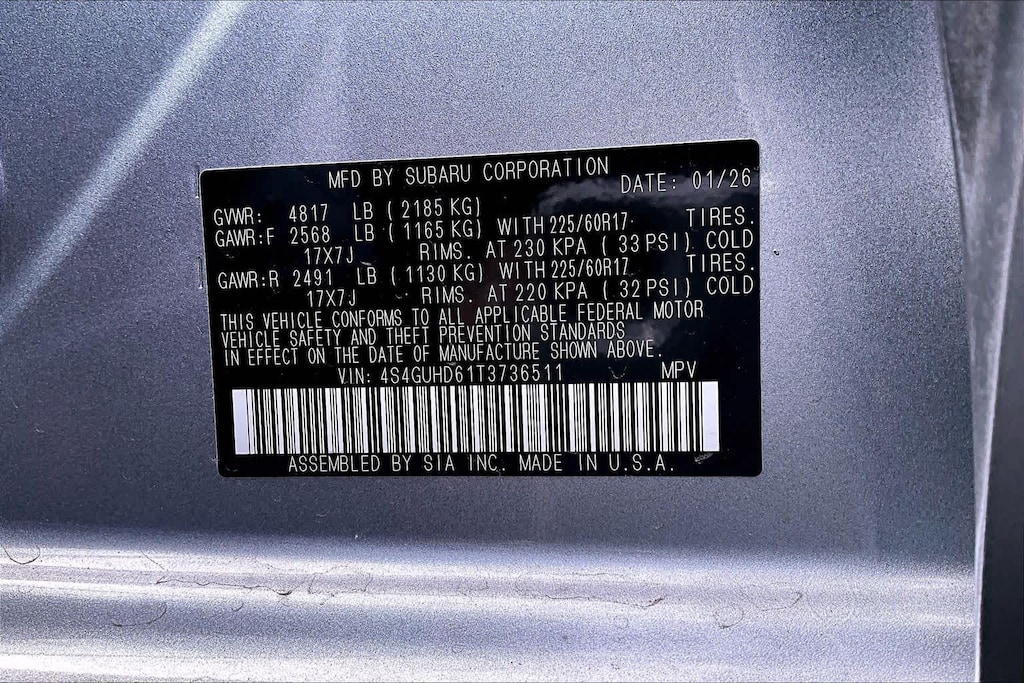 MFD BY SUBARU CORPORATION DATE: 01/26
GVWR: 4817 LB (2185 KG)
GAWR:F 2568 LB (1165 KG) WITH 225/60R17 TIRES.
17X7J RIMS. AT 230 KPA (33 PSI) COLD
GAWR:R 2491 LB (1130 KG) WITH 225/60R17 TIRES.
17X7J RIMS. AT 220 KPA (32 PSI) COLD
THIS VEHICLE CONFORMS TO ALL APPLICABLE FEDERAL MOTOR
VEHICLE SAFETY AND THEFT PREVENTION STANDARDS
IN EFFECT ON THE DATE OF MANUFACTURE SHOWN ABOVE.
VIN: 4S4GUHD61T3736511 MPV
ASSEMBLED BY SIA INC. MADE IN U.S.A.